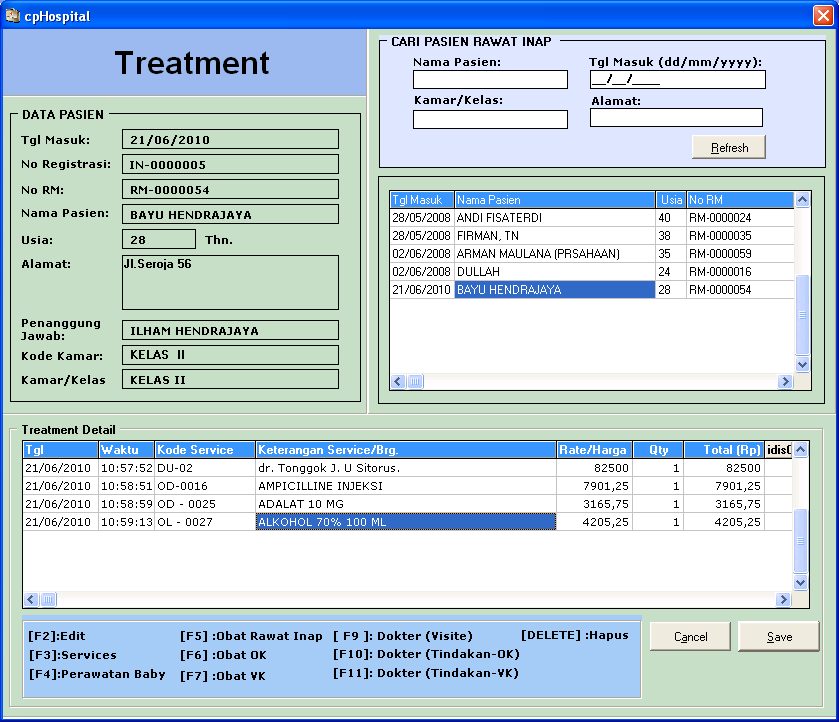 cpHospital
Treatment
DATA PASIEN
Tgl Masuk: 21/06/2010
No Registrasi: IN-0000005
No RM: RM-0000054
Nama Pasien: BAYU HENDRAJAYA
Usia: 28 Thn.
Alamat: Jl.Seroja 56
Penanggung
Jawab: ILHAM HENDRAJAYA
Kode Kamar: KELAS II
Kamar/Kelas KELAS II
CARI PASIEN RAWAT INAP
Nama Pasien: Tgl Masuk (dd/mm/yyyy):
__/__/____
Kamar/Kelas: Alamat:
Refresh
Tgl Masuk Nama Pasien Usia No RM
28/05/2008 ANDI FISATERDI 40 RM-0000024
28/05/2008 FIRMAN, TN 38 RM-0000035
02/06/2008 ARMAN MAULANA (PRSAHAAN) 35 RM-0000059
02/06/2008 DULLAH 24 RM-0000016
21/06/2010 BAYU HENDRAJAYA 28 RM-0000054
Treatment Detail
Tgl Waktu Kode Service Keterangan Service/Brg. Rate/Harga Qty Total (Rp)
21/06/2010 10:57:52 DU-02 dr. Tonggok J. U Sitorus. 82500 1 82500
21/06/2010 10:58:51 OD-0016 AMPICILLINE INJEKSI 7901,25 1 7901,25
21/06/2010 10:58:59 OD - 0025 ADALAT 10 MG 3165,75 1 3165,75
21/06/2010 10:59:13 OL - 0027 ALKOHOL 70% 100 ML 4205,25 1 4205,25
[F2]:Edit [F5] :Obat Rawat Inap [ F9 ]: Dokter (Visite) [DELETE] :Hapus
[F3]:Services [F6] :Obat OK [F10]: Dokter (Tindakan-OK)
[F4]:Perawatan Baby [F7] :Obat VK [F11]: Dokter (Tindakan-VK)
Cancel Save